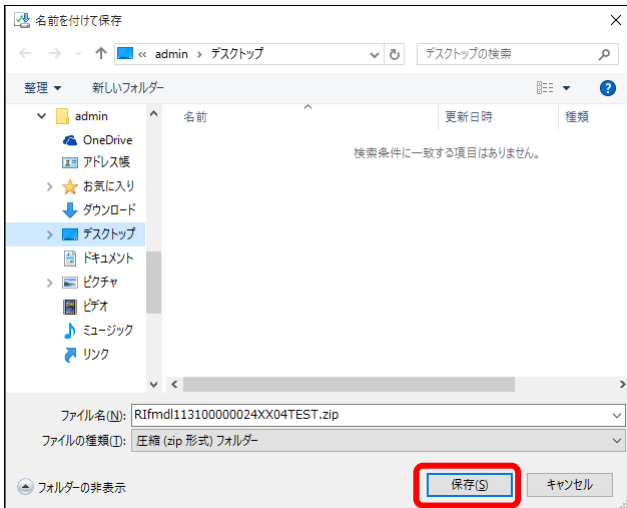 名前を付けて保存
« admin › デスクトップ
デスクトップの検索
整理
新しいフォルダー
名前
更新日時
種類
検索条件に一致する項目はありません。
admin
OneDrive
アドレス帳
お気に入り
ダウンロード
デスクトップ
ドキュメント
ピクチャ
ビデオ
ミュージック
リンク
ファイル名(N): RIfmdl113100000024XX04TEST.zip
ファイルの種類(T): 圧縮 (zip 形式) フォルダー
フォルダーの非表示
保存(S)
キャンセル